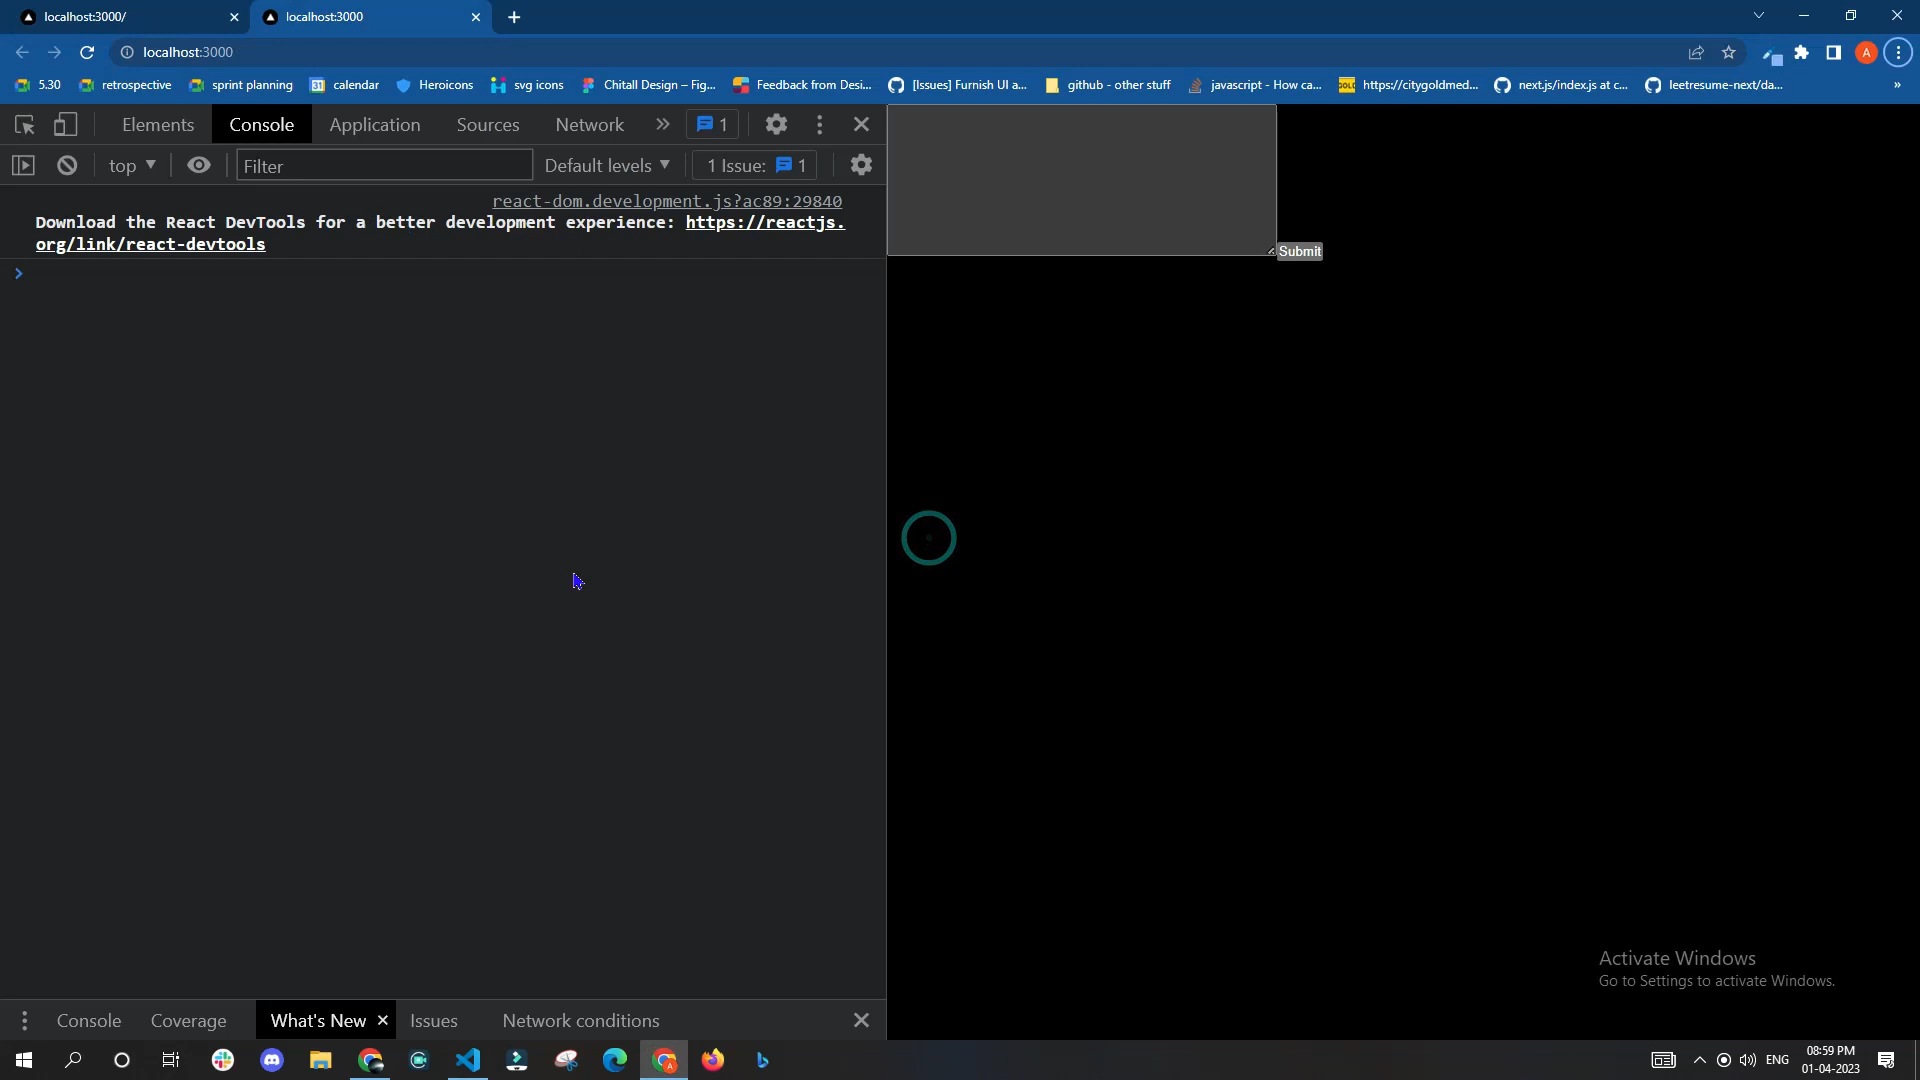 localhost:3000/
localhost:3000
localhost:3000
5.30 retrospective sprint planning calendar Heroicons svg icons Chitall Design – Fig... Feedback from Desi... [Issues] Furnish UI a... github - other stuff javascript - How ca... https://citygoldmed... next.js/index.js at c... leetresume-next/da... »
Elements Console Application Sources Network » 1
top Filter Default levels 1 Issue: 1
react-dom.development.js?ac89:29840
Download the React DevTools for a better development experience: https://reactjs.
org/link/react-devtools
Submit
Activate Windows
Go to Settings to activate Windows.
Console Coverage What's New Issues Network conditions
ENG
08:59 PM
01-04-2023